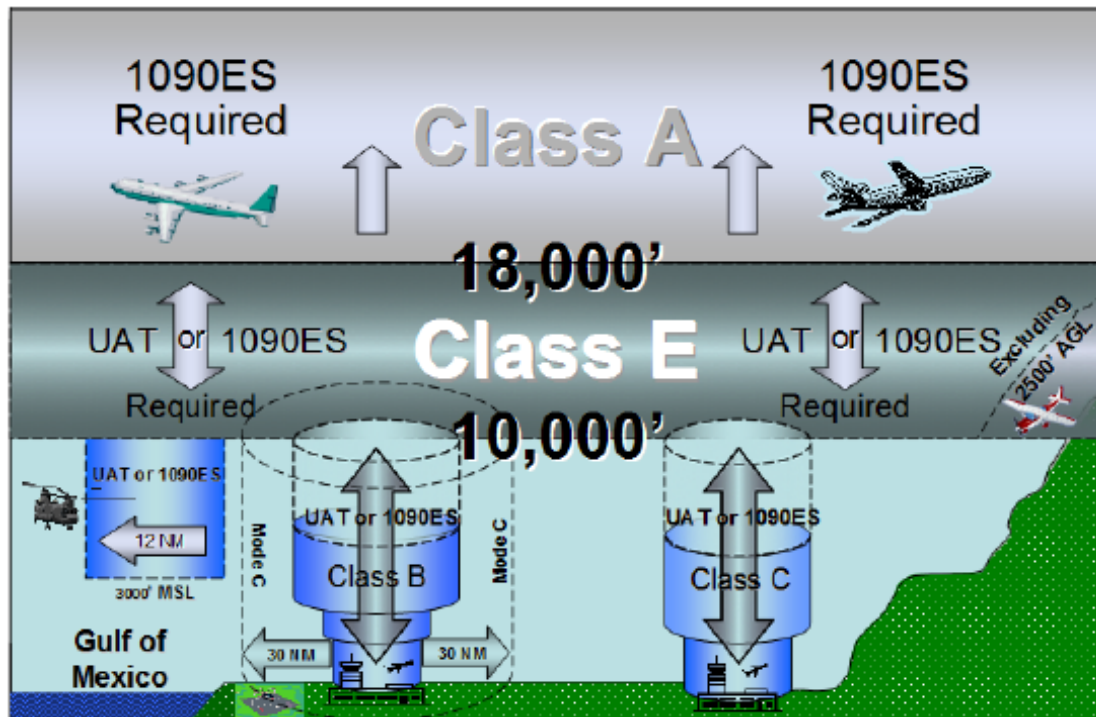 1090ES
Required
1090ES
Required
Class A
18,000’
UAT or 1090ES
Required
Class E
UAT or 1090ES
Required
Excluding
2500' AGL
10,000’
UAT or 1090ES
12 NM
3000' MSL
Gulf of
Mexico
Mode C
UAT or 1090ES
Class B
Mode C
30 NM
30 NM
UAT or 1090ES
Class C